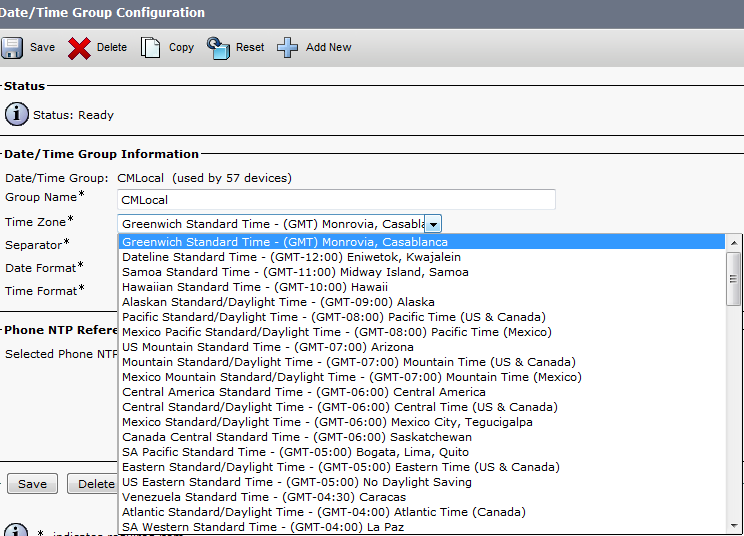 Date/Time Group Configuration
Save Delete Copy Reset Add New
Status
Status: Ready
Date/Time Group Information
Date/Time Group: CMLocal (used by 57 devices)
Group Name* CMLocal
Time Zone* Greenwich Standard Time - (GMT) Monrovia, Casabla
Separator*
Date Format*
Time Format*
Phone NTP Refere
Selected Phone NTP
Greenwich Standard Time - (GMT) Monrovia, Casablanca
Dateline Standard Time - (GMT-12:00) Eniwetok, Kwajalein
Samoa Standard Time - (GMT-11:00) Midway Island, Samoa
Hawaiian Standard Time - (GMT-10:00) Hawaii
Alaskan Standard/Daylight Time - (GMT-09:00) Alaska
Pacific Standard/Daylight Time - (GMT-08:00) Pacific Time (US & Canada)
Mexico Pacific Standard/Daylight Time - (GMT-08:00) Pacific Time (Mexico)
US Mountain Standard Time - (GMT-07:00) Arizona
Mountain Standard/Daylight Time - (GMT-07:00) Mountain Time (US & Canada)
Mexico Mountain Standard/Daylight Time - (GMT-07:00) Mountain Time (Mexico)
Central America Standard Time - (GMT-06:00) Central America
Central Standard/Daylight Time - (GMT-06:00) Central Time (US & Canada)
Mexico Standard/Daylight Time - (GMT-06:00) Mexico City, Tegucigalpa
Canada Central Standard Time - (GMT-06:00) Saskatchewan
SA Pacific Standard Time - (GMT-05:00) Bogata, Lima, Quito
Eastern Standard/Daylight Time - (GMT-05:00) Eastern Time (US & Canada)
US Eastern Standard Time - (GMT-05:00) No Daylight Saving
Venezuela Standard Time - (GMT-04:30) Caracas
Atlantic Standard/Daylight Time - (GMT-04:00) Atlantic Time (Canada)
SA Western Standard Time - (GMT-04:00) La Paz
Save Delete